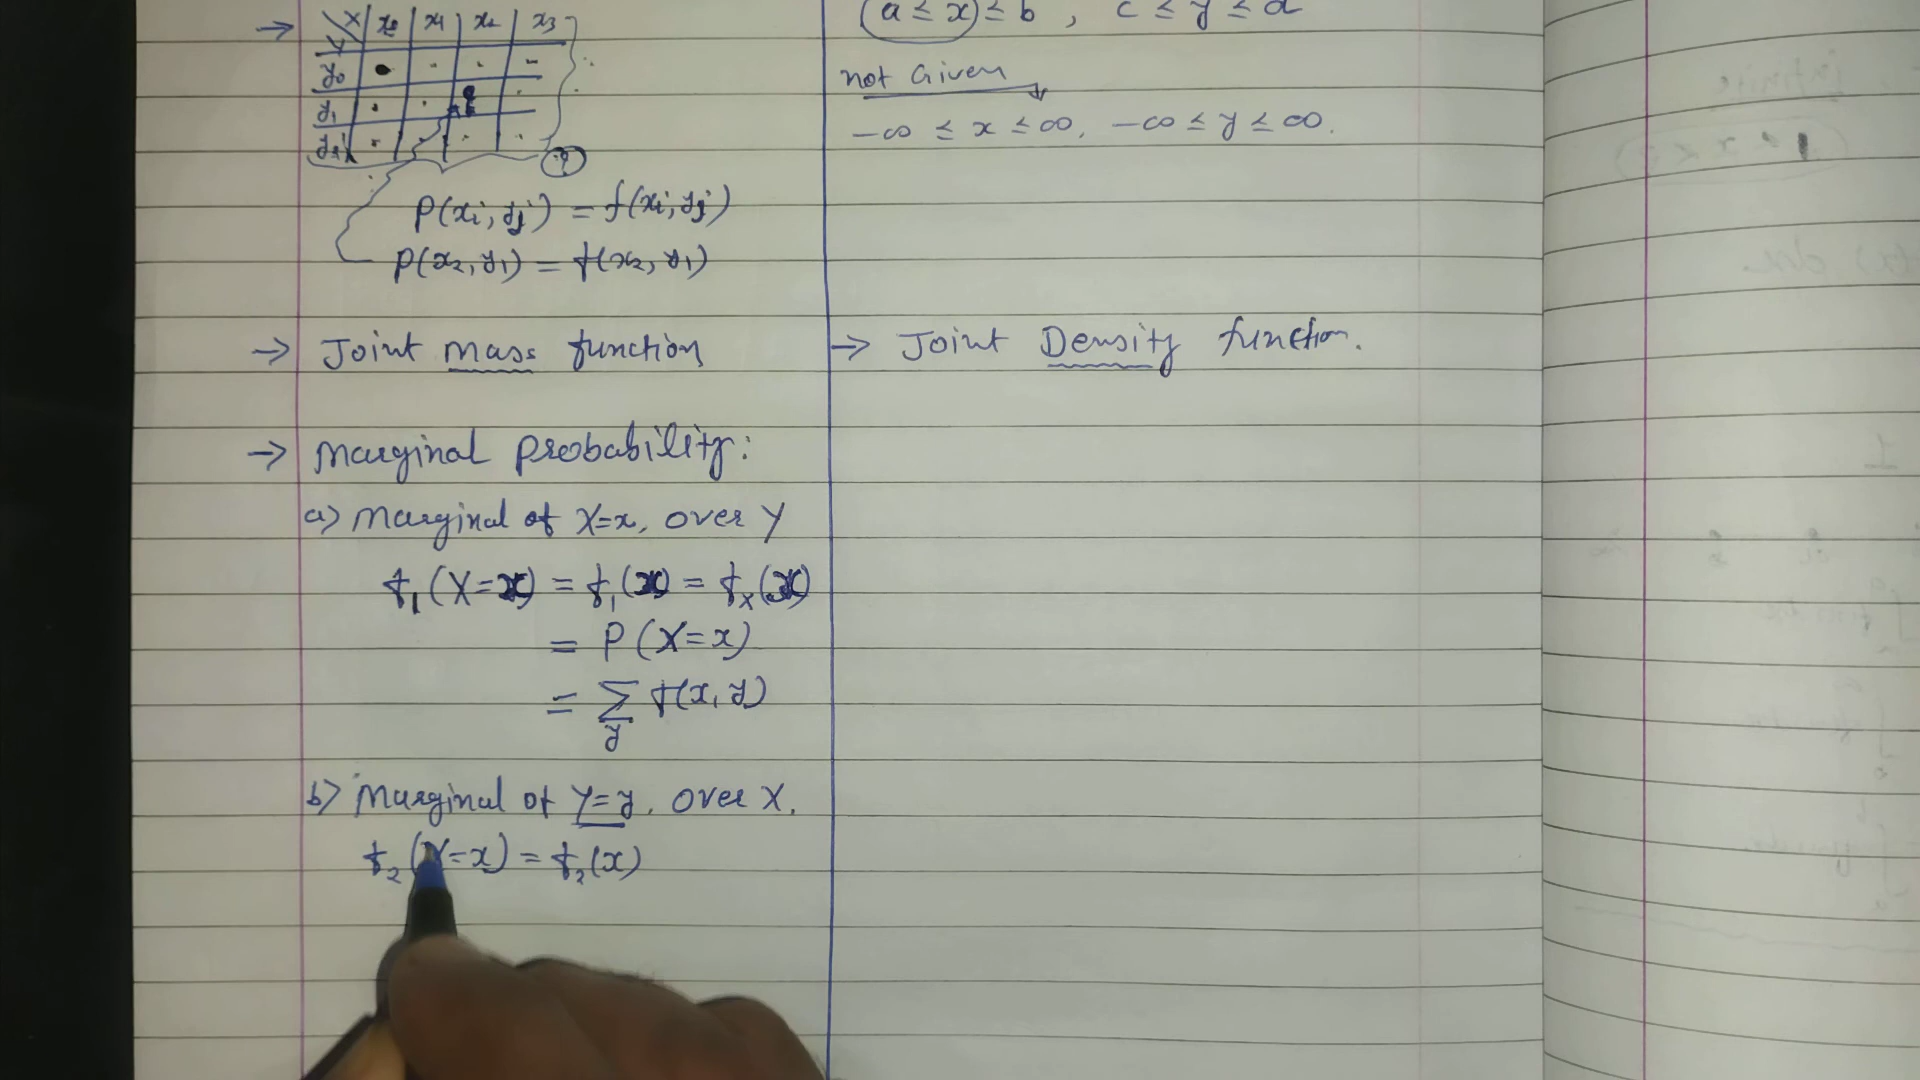 → X x₀ x₁ x₂ x₃
y₀
y₁
y₂
P(xᵢ, yⱼ) = f(xᵢ, yⱼ)
P(x₂, y₁) = f(x₂, y₁)
→ Joint Mass function
→ Marginal Probability:
a) Marginal of X=x, over Y
f₁(X=x) = f₁(x) = fₓ(x)
= P(X=x)
= Σ f(x, y)
y
b) Marginal of Y=y, over X.
f₂(Y=x) = f₂(x)
(a ≤ x) ≤ b , c ≤ y ≤ d
not Given
-∞ ≤ x ≤ ∞, -∞ ≤ y ≤ ∞.
→ Joint Density function.